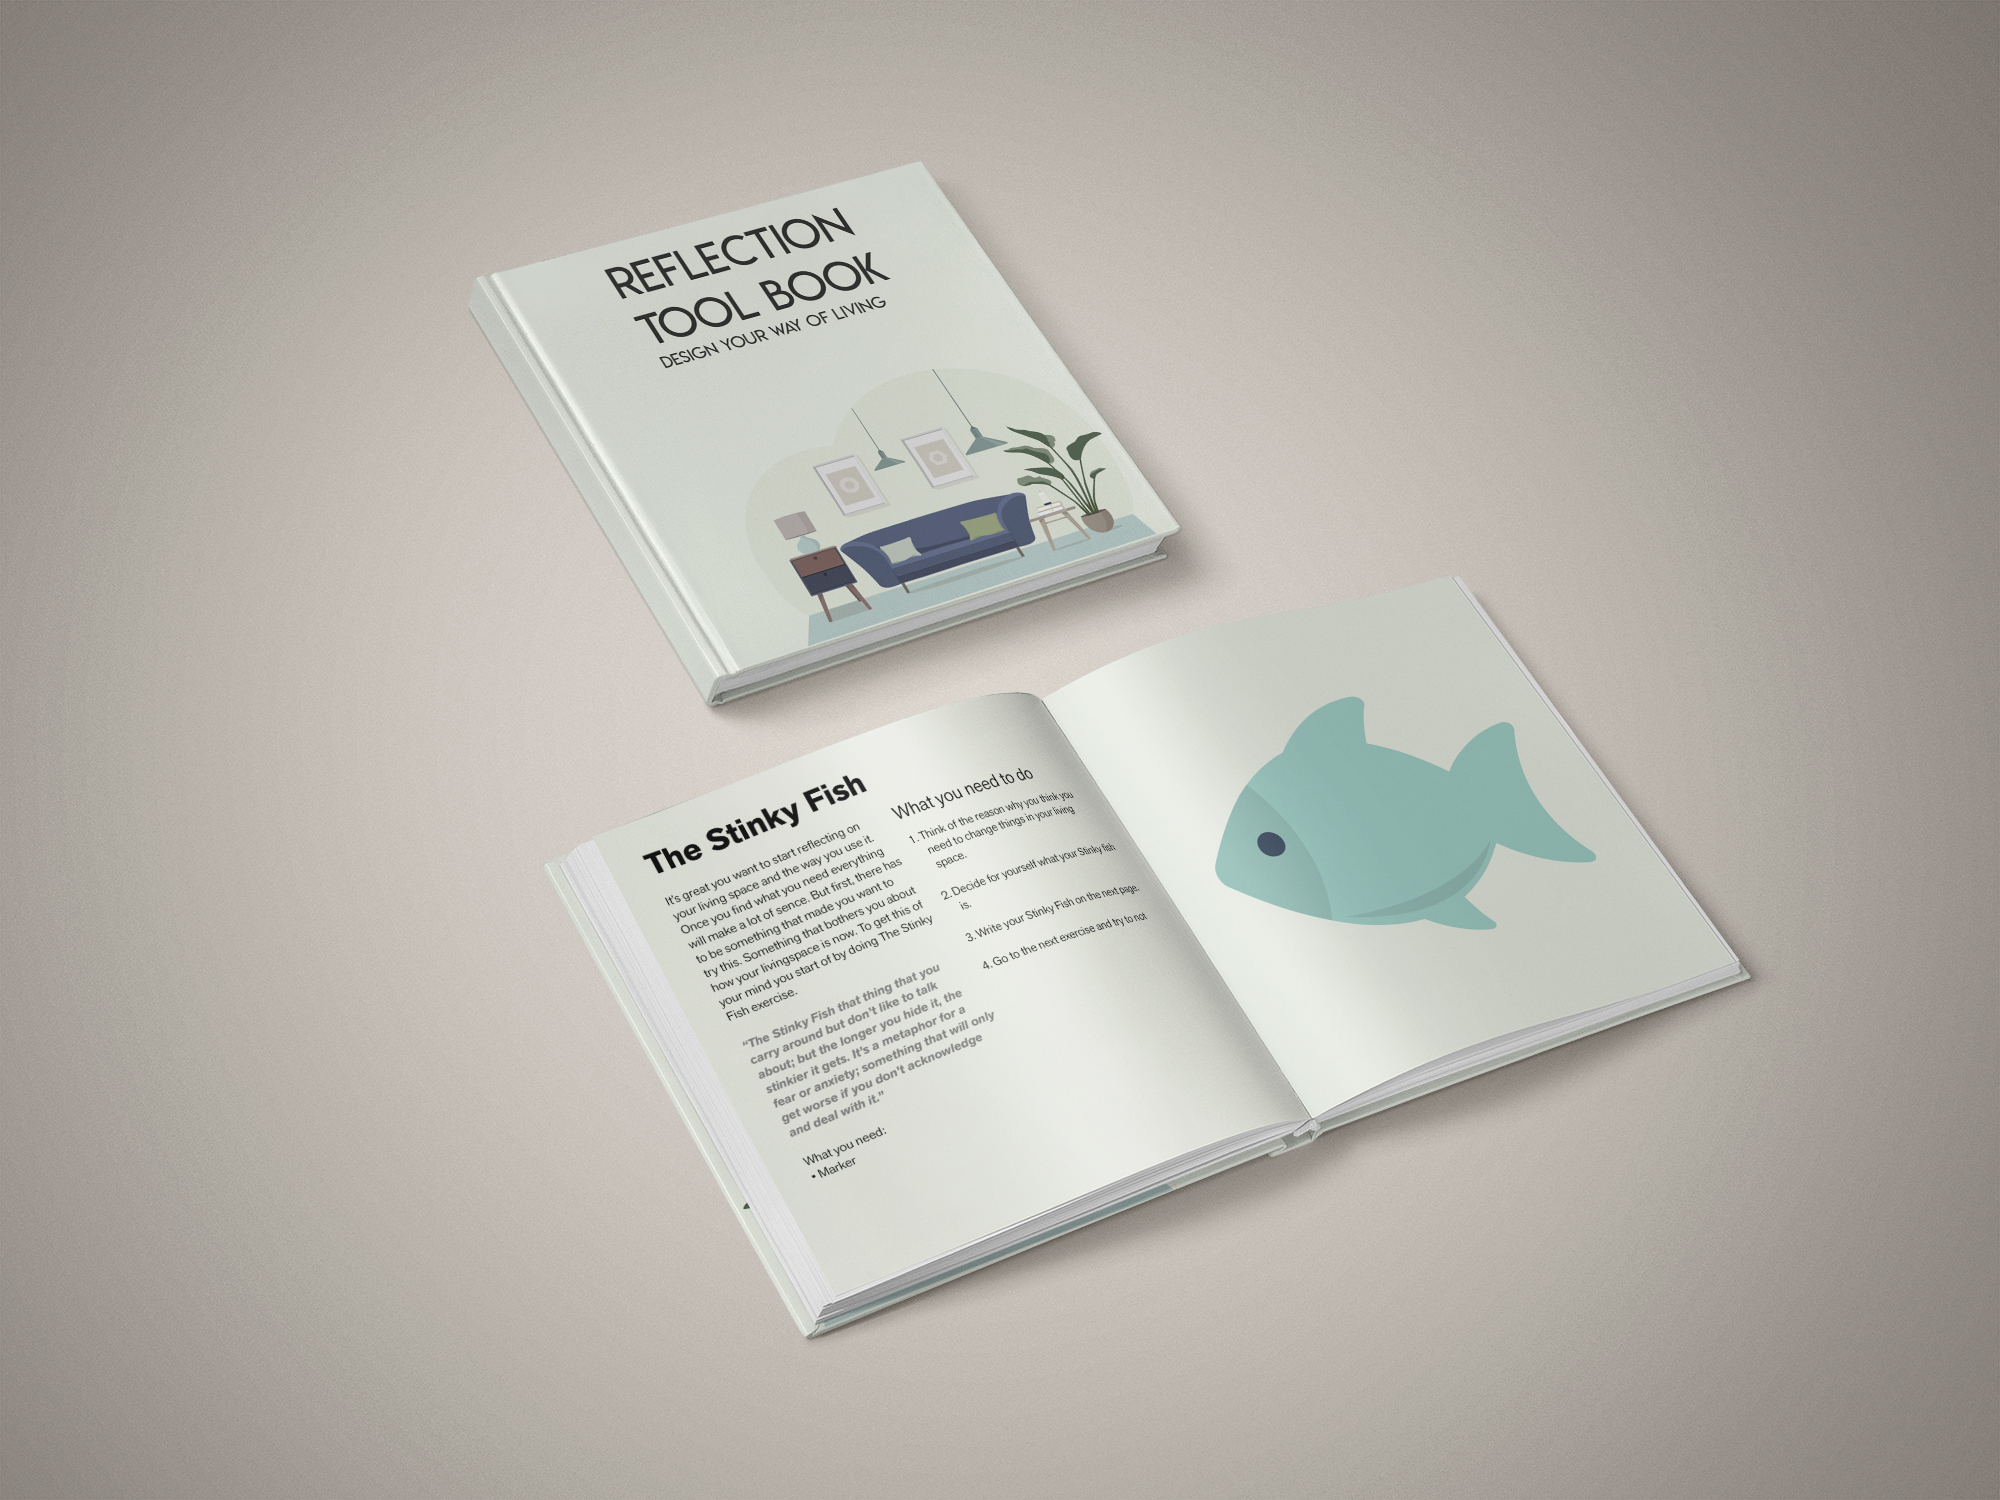 REFLECTION
TOOL BOOK
DESIGN YOUR WAY OF LIVING
The Stinky Fish
It's great you want to start reflecting on
your living space and the way you use it.
Once you find what you need everything
will make a lot of sence. But first, there has
to be something that made you want to
try this. Something that bothers you about
how your livingspace is now. To get this of
your mind you start of by doing The Stinky
Fish exercise.
“The Stinky Fish that thing that you
carry around but don't like to talk
about; but the longer you hide it, the
stinkier it gets. It's a metaphor for a
fear or anxiety; something that will only
get worse if you don't acknowledge
and deal with it.”
What you need:
• Marker
What you need to do
1. Think of the reason why you think you
need to change things in your living
space.
2. Decide for yourself what your Stinky fish
is.
3. Write your Stinky Fish on the next page.
4. Go to the next exercise and try to not